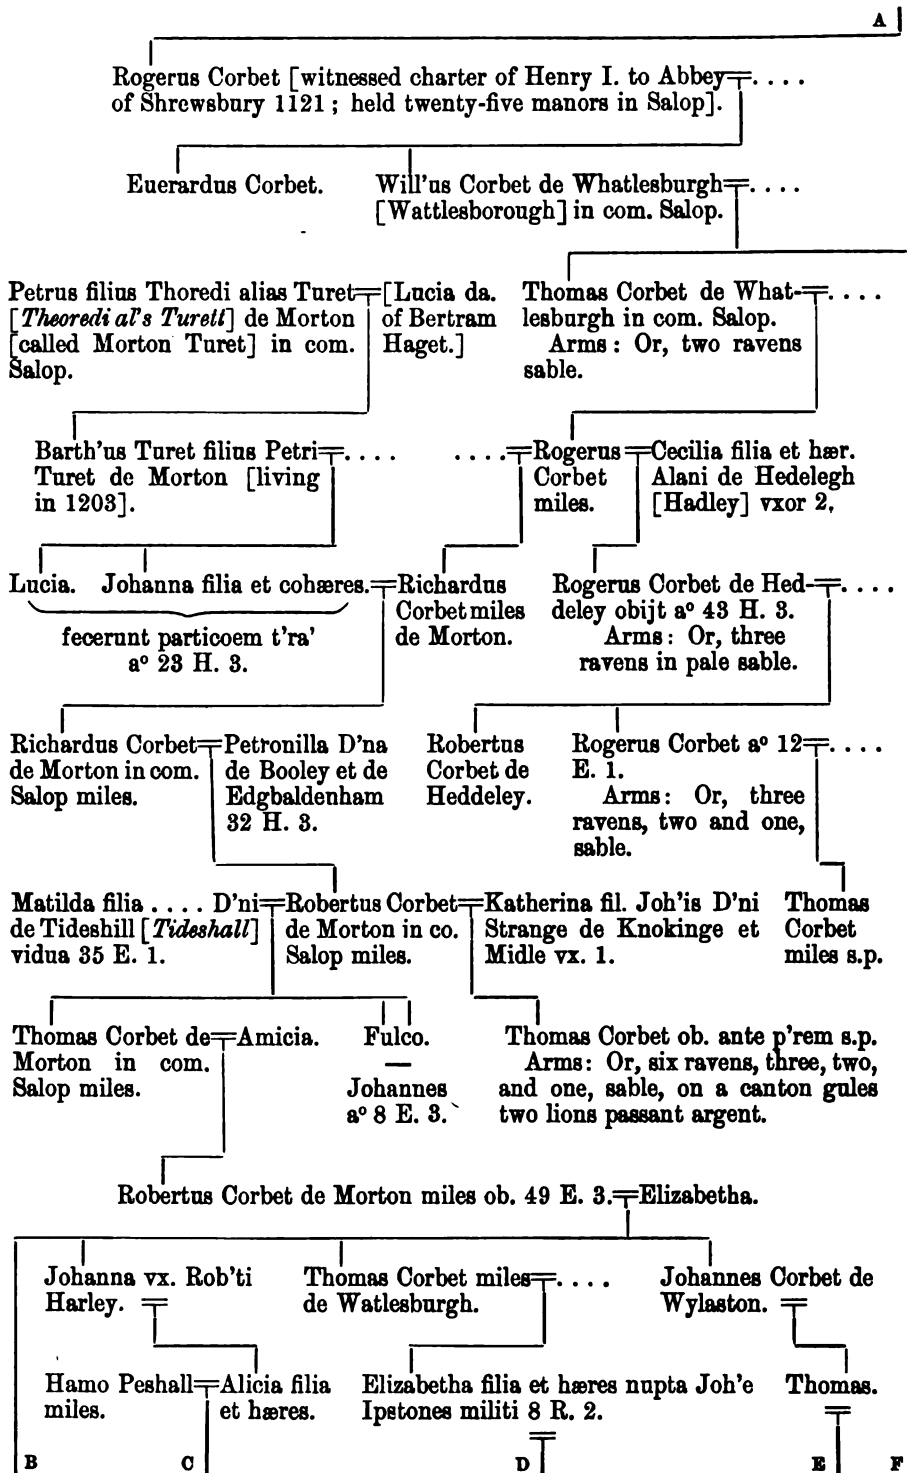 A
Rogerus Corbet [witnessed charter of Henry I. to Abbey=. . . .
of Shrewsbury 1121 ; held twenty-five manors in Salop].
Euerardus Corbet.
Will'us Corbet de Whatlesburgh=. . . .
[Wattlesborough] in com. Salop.
Petrus filius Thoredi alias Turet=[Lucia da.
[Theoredi al's Turett] de Morton of Bertram
[called Morton Turet] in com. Haget.]
Salop.
Thomas Corbet de What-=. . . .
lesburgh in com. Salop.
Arms: Or, two ravens
sable.
Barth'us Turet filius Petri=. . . .
Turet de Morton [living
in 1203].
. . . .=Rogerus=Cecilia filia et hær.
Corbet Alani de Hedelegh
miles. [Hadley] vxor 2.
Lucia. Johanna filia et cohæres.=Richardus
Corbet miles
de Morton.
fecerunt particoem t'ra'
aº 23 H. 3.
Rogerus Corbet de Hed-=. . . .
deley obijt aº 43 H. 3.
Arms: Or, three
ravens in pale sable.
Richardus Corbet=Petronilla D'na
de Morton in com. de Booley et de
Salop miles. Edgbaldenham
32 H. 3.
Robertus
Corbet de
Heddeley.
Rogerus Corbet aº 12=. . . .
E. 1.
Arms: Or, three
ravens, two and one,
sable.
Matilda filia . . . . D'ni=Robertus Corbet=Katherina fil. Joh'is D'ni
de Tideshill [Tideshall] de Morton in co. Strange de Knokinge et
vidua 35 E. 1. Salop miles. Midle vx. 1.
Thomas
Corbet
miles s.p.
Thomas Corbet de=Amicia.
Morton in com.
Salop miles.
Fulco.
—
Johannes
aº 8 E. 3.
Thomas Corbet ob. ante p'rem s.p.
Arms: Or, six ravens, three, two,
and one, sable, on a canton gules
two lions passant argent.
Robertus Corbet de Morton miles ob. 49 E. 3.=Elizabetha.
Johanna vx. Rob'ti
Harley. =
Thomas Corbet miles=. . . .
de Watlesburgh.
Johannes Corbet de
Wylaston. =
Hamo Peshall=Alicia filia
miles. et hæres.
Elizabetha filia et hæres nupta Joh'e
Ipstones militi 8 R. 2.
=
Thomas.
=
B C D E F